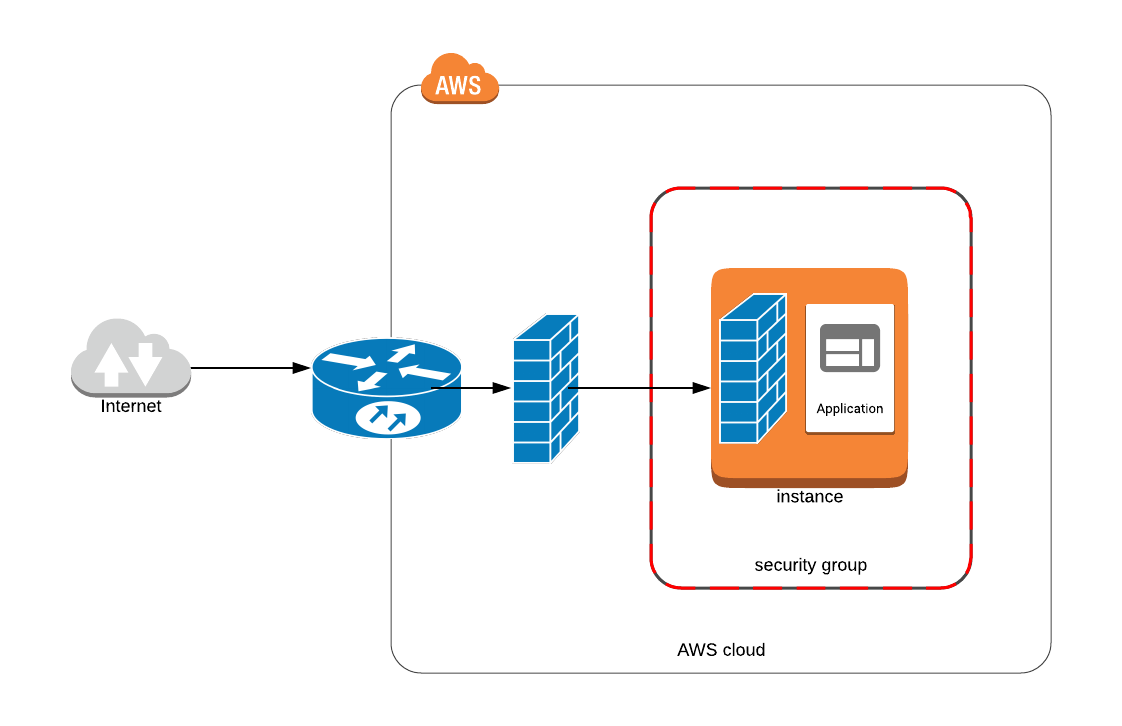 AWS
Internet
Application
instance
security group
AWS cloud